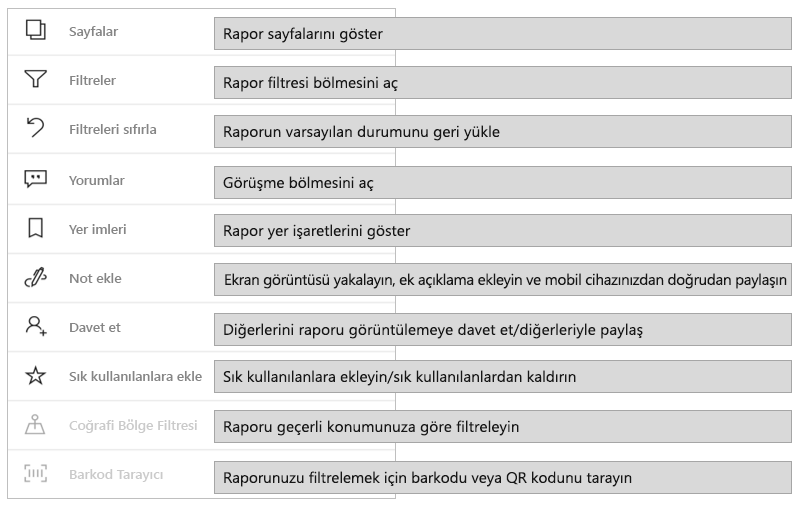 Sayfalar Rapor sayfalarını göster
Filtreler Rapor filtresi bölmesini aç
Filtreleri sıfırla Raporun varsayılan durumunu geri yükle
Yorumlar Görüşme bölmesini aç
Yer imleri Rapor yer işaretlerini göster
Not ekle Ekran görüntüsü yakalayın, ek açıklama ekleyin ve mobil cihazınızdan doğrudan paylaşın
Davet et Diğerlerini raporu görüntülemeye davet et/diğerleriyle paylaş
Sık kullanılanlara ekle Sık kullanılanlara ekleyin/sık kullanılanlardan kaldırın
Coğrafi Bölge Filtresi Raporu geçerli konumunuza göre filtreleyin
Barkod Tarayıcı Raporunuzu filtrelemek için barkodu veya QR kodunu tarayın